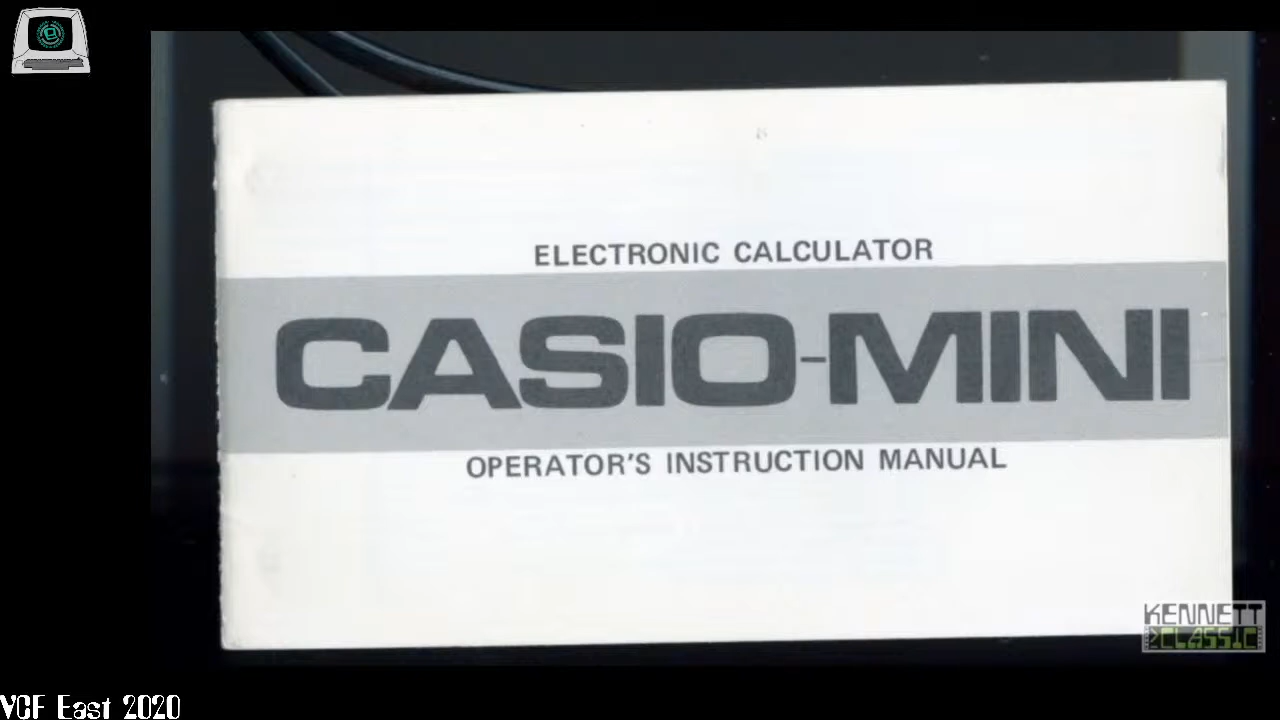 ELECTRONIC CALCULATOR
CASIO-MINI
OPERATOR'S INSTRUCTION MANUAL
KENNETT
CLASSIC
VCF East 2020